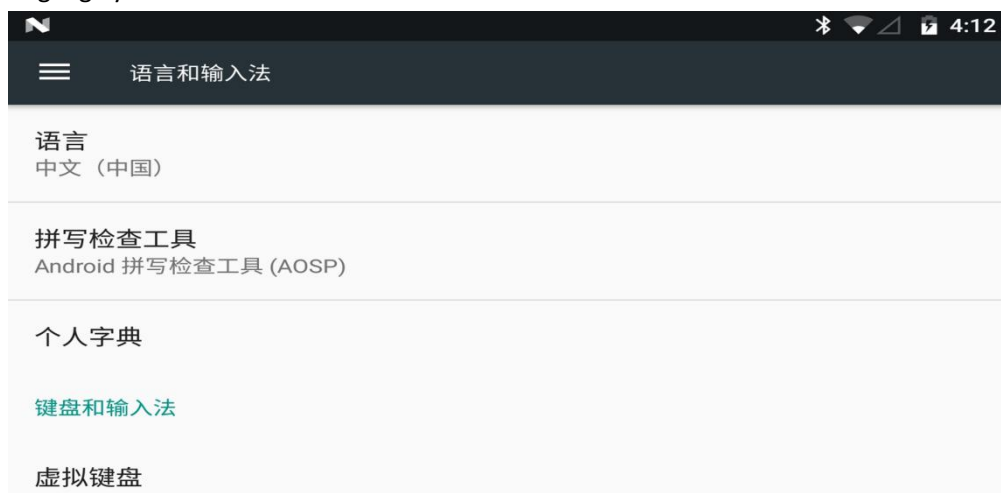 4:12
语言和输入法
语言
中文（中国）
拼写检查工具
Android 拼写检查工具 (AOSP)
个人字典
键盘和输入法
虚拟键盘